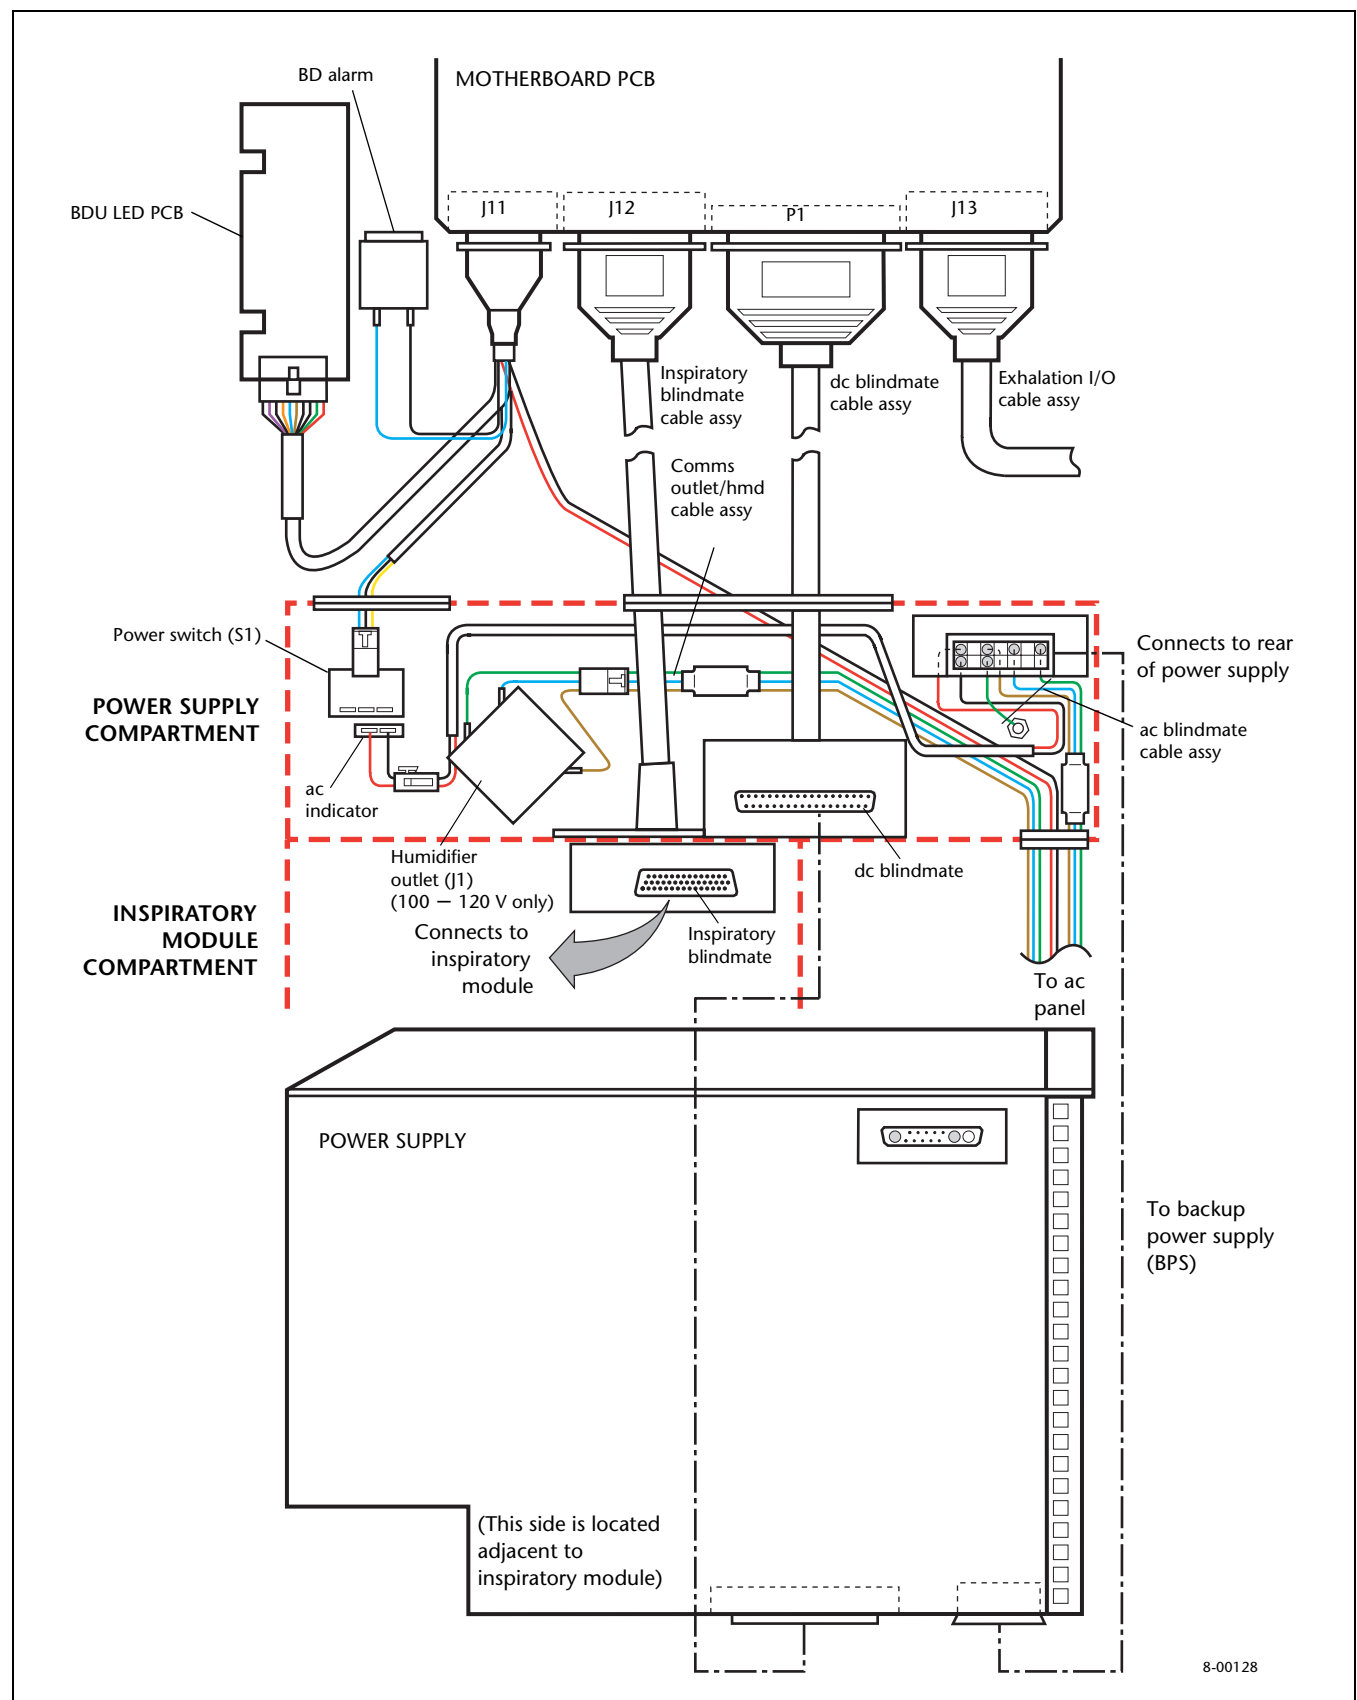 BD alarm
MOTHERBOARD PCB
BDU LED PCB
J11
J12
P1
J13
Inspiratory
blindmate
cable assy
dc blindmate
cable assy
Exhalation I/O
cable assy
Comms
outlet/hmd
cable assy
Power switch (S1)
Connects to rear
of power supply
POWER SUPPLY
COMPARTMENT
ac blindmate
cable assy
ac
indicator
Humidifier
outlet (J1)
(100 — 120 V only)
dc blindmate
INSPIRATORY
MODULE
COMPARTMENT
Connects to
inspiratory
module
Inspiratory
blindmate
To ac
panel
POWER SUPPLY
To backup
power supply
(BPS)
(This side is located
adjacent to
inspiratory module)
8-00128